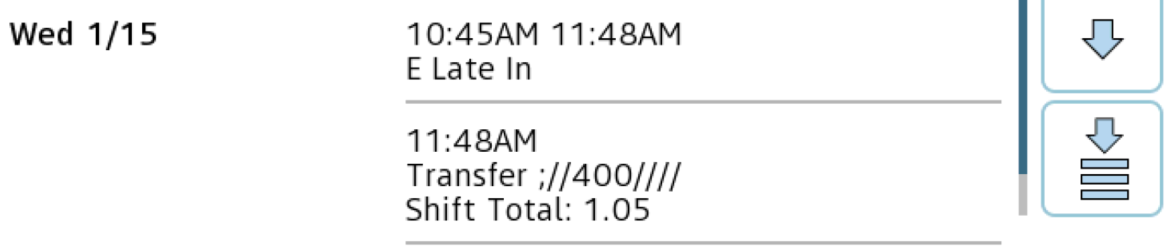 Wed 1/15
10:45AM 11:48AM
E Late In
11:48AM
Transfer ;//400////
Shift Total: 1.05